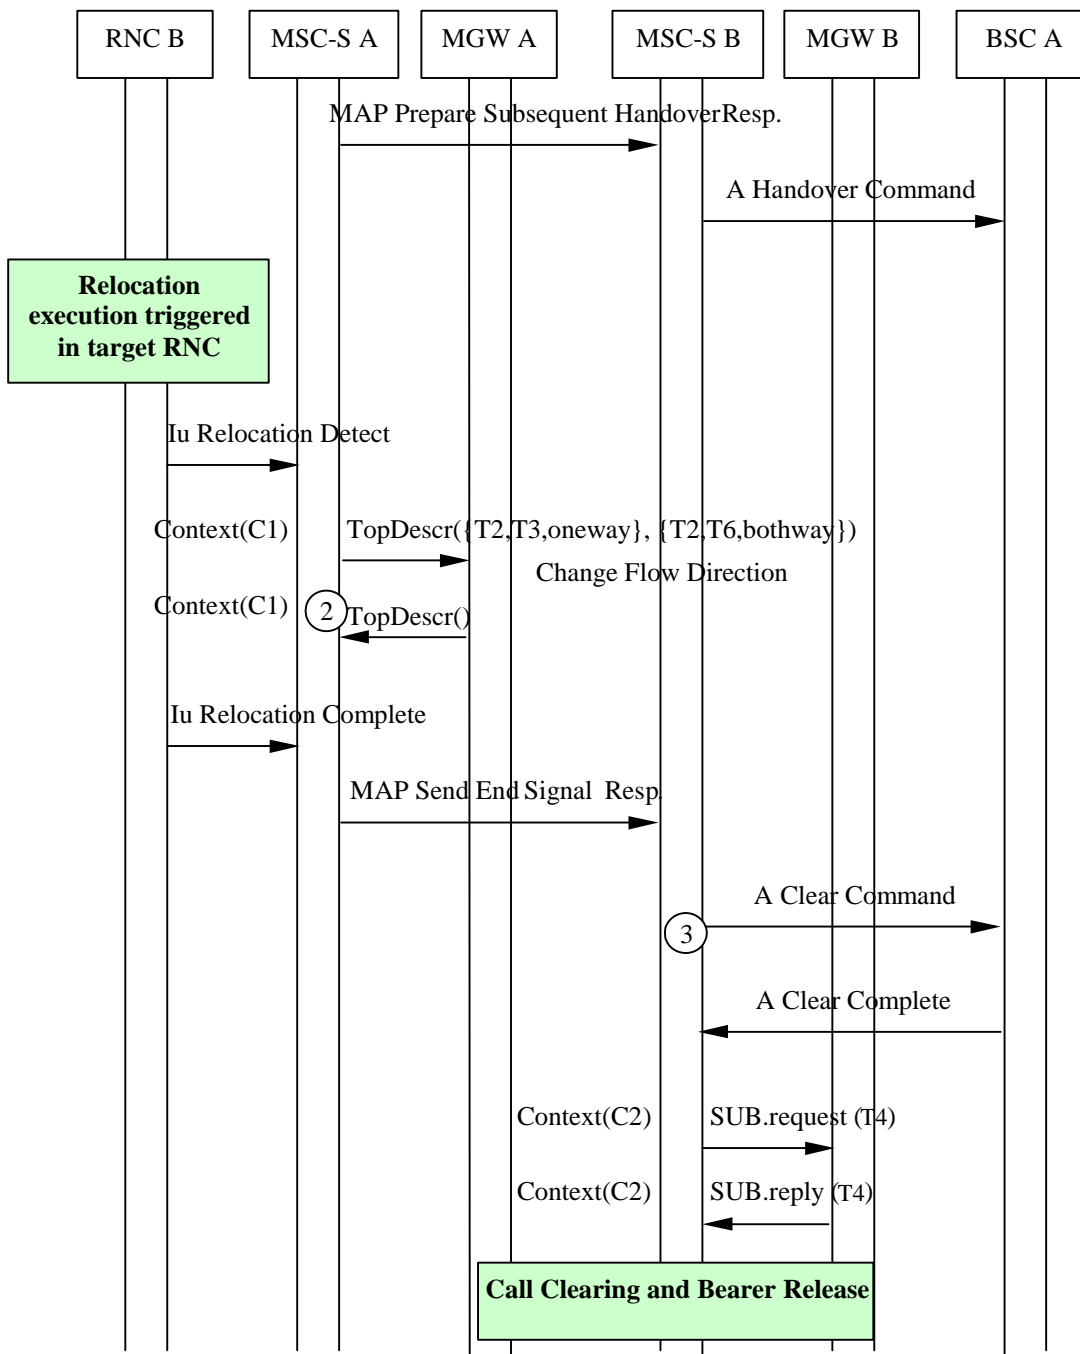 RNC B
MSC-S A
MGW A
MSC-S B
MGW B
BSC A
MAP Prepare Subsequent Handover Resp.
A Handover Command
Relocation
execution triggered
in target RNC
Iu Relocation Detect
Context(C1) TopDescr({T2,T3,oneway}, {T2,T6,bothway})
Change Flow Direction
Context(C1) 2 TopDescr()
Iu Relocation Complete
MAP Send End Signal Resp.
A Clear Command
3
A Clear Complete
Context(C2) SUB.request (T4)
Context(C2) SUB.reply (T4)
Call Clearing and Bearer Release